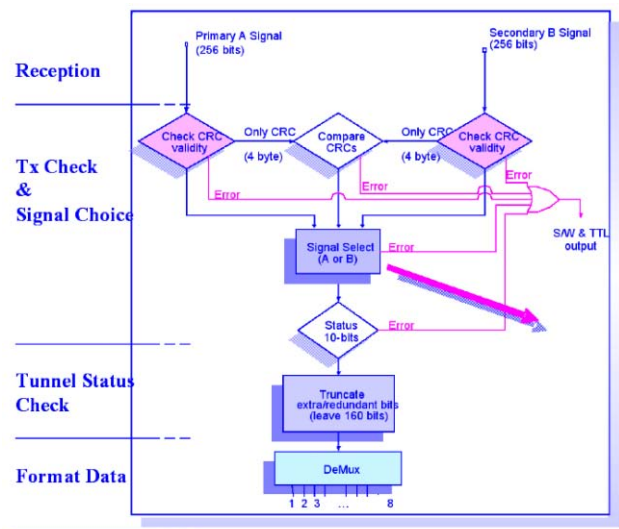 Primary A Signal
(256 bits)
Secondary B Signal
(256 bits)
Reception
Check CRC
validity
Only CRC
(4 byte)
Compare
CRCs
Only CRC
(4 byte)
Check CRC
validity
Error
Error
Error
Tx Check
&
Signal Choice
S/W & TTL
output
Signal Select
(A or B)
Error
Status
10-bits
Error
Tunnel Status
Check
Truncate
extra/redundant bits
(leave 160 bits)
Format Data
DeMux
1 2 3 ... 8